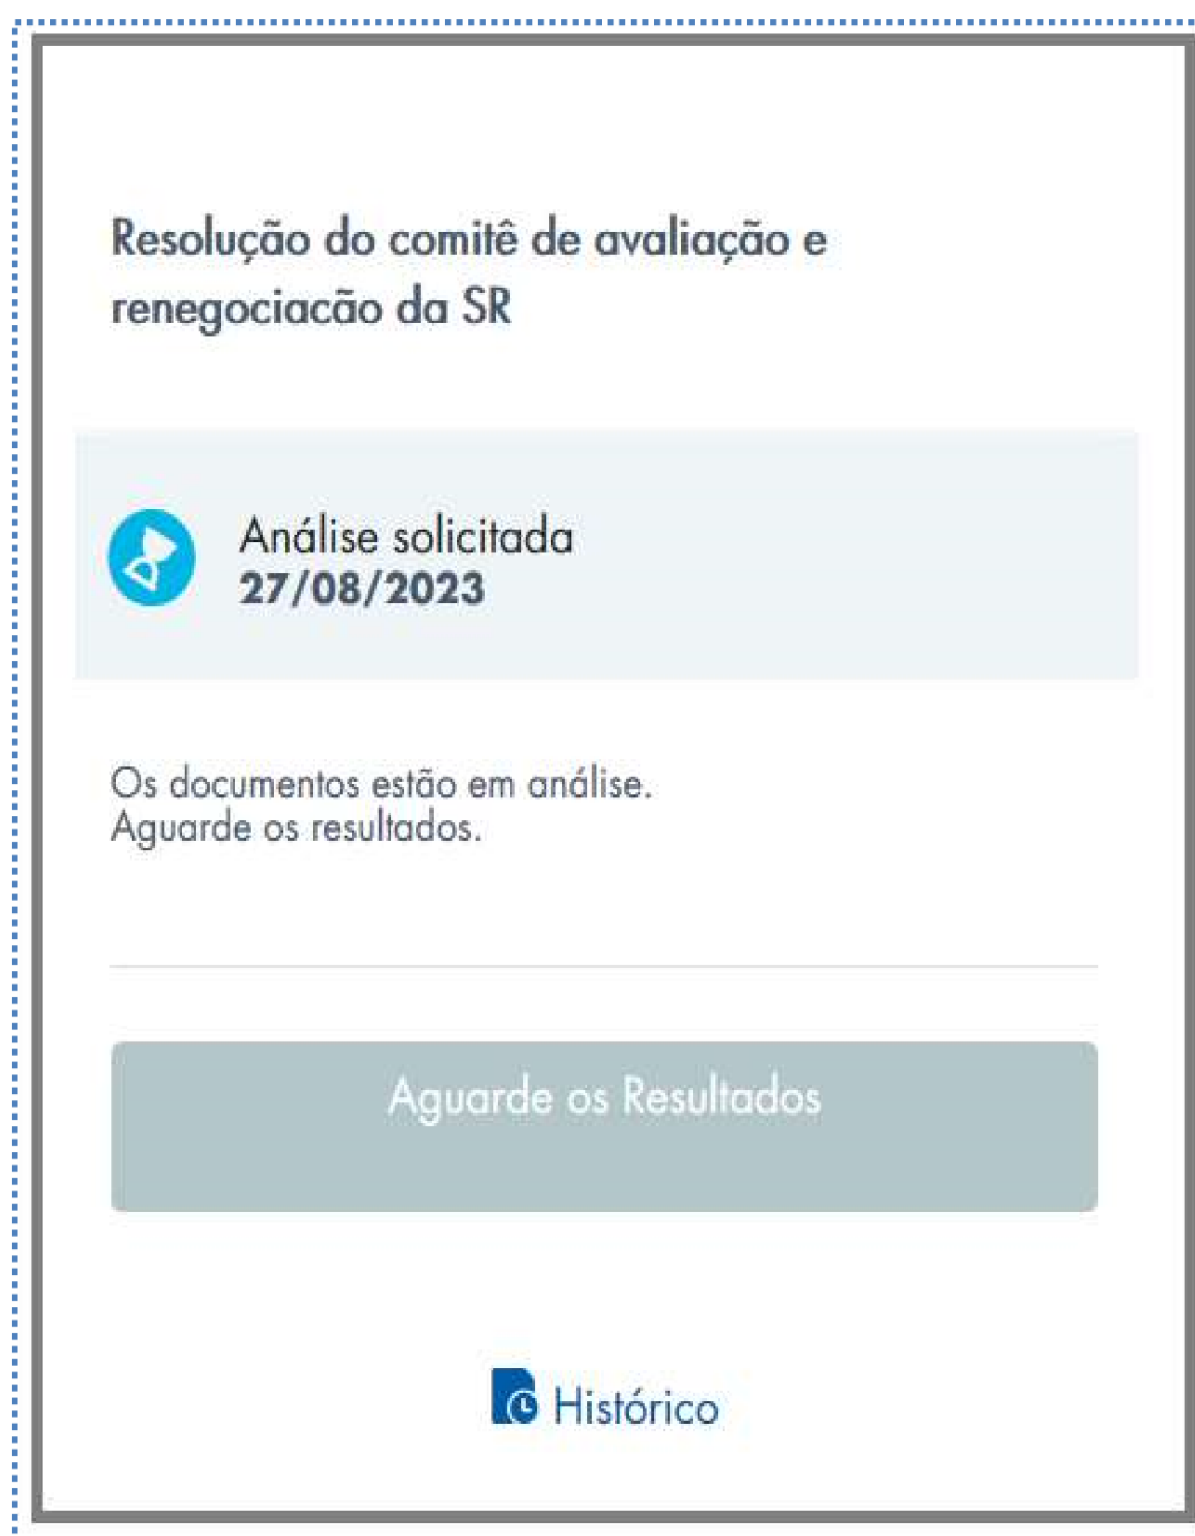 Resolução do comitê de avaliação e
renegociacão da SR
Análise solicitada
27/08/2023
Os documentos estão em análise.
Aguarde os resultados.
Aguarde os Resultados
Histórico